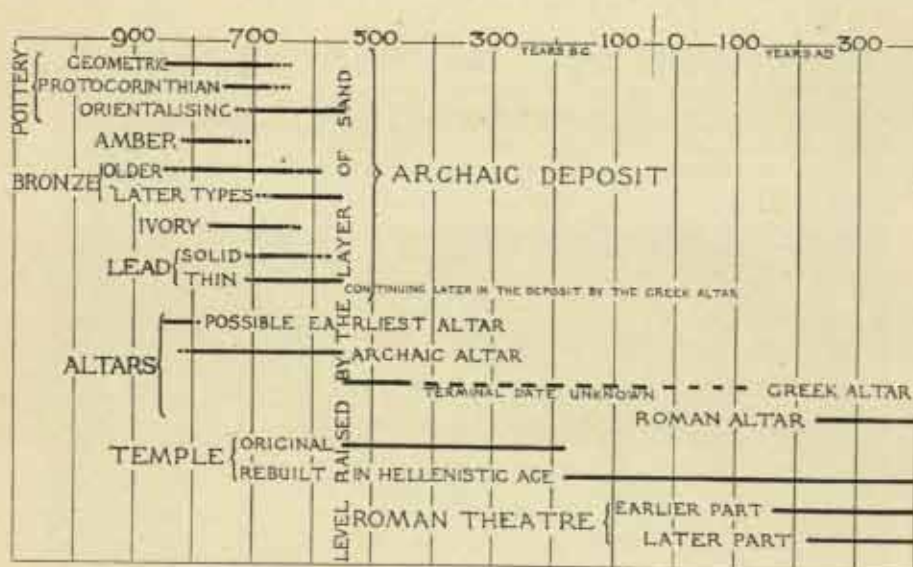 900 700 500 300 YEARS B.C. 100 0 100 YEARS A.D. 300
POTTERY
GEOMETRIC
PROTOCORINTHIAN
ORIENTALISING
AMBER
BRONZE
OLDER
LATER TYPES
IVORY
LEAD
SOLID
THIN
ARCHAIC DEPOSIT
CONTINUING LATER IN THE DEPOSIT BY THE GREEK ALTAR
ALTARS
POSSIBLE EARLIEST ALTAR
ARCHAIC ALTAR
TERMINAL DATE UNKNOWN GREEK ALTAR
ROMAN ALTAR
TEMPLE
ORIGINAL
REBUILT IN HELLENISTIC AGE
ROMAN THEATRE
EARLIER PART
LATER PART
LEVEL RAISED BY THE LAYER OF SAND